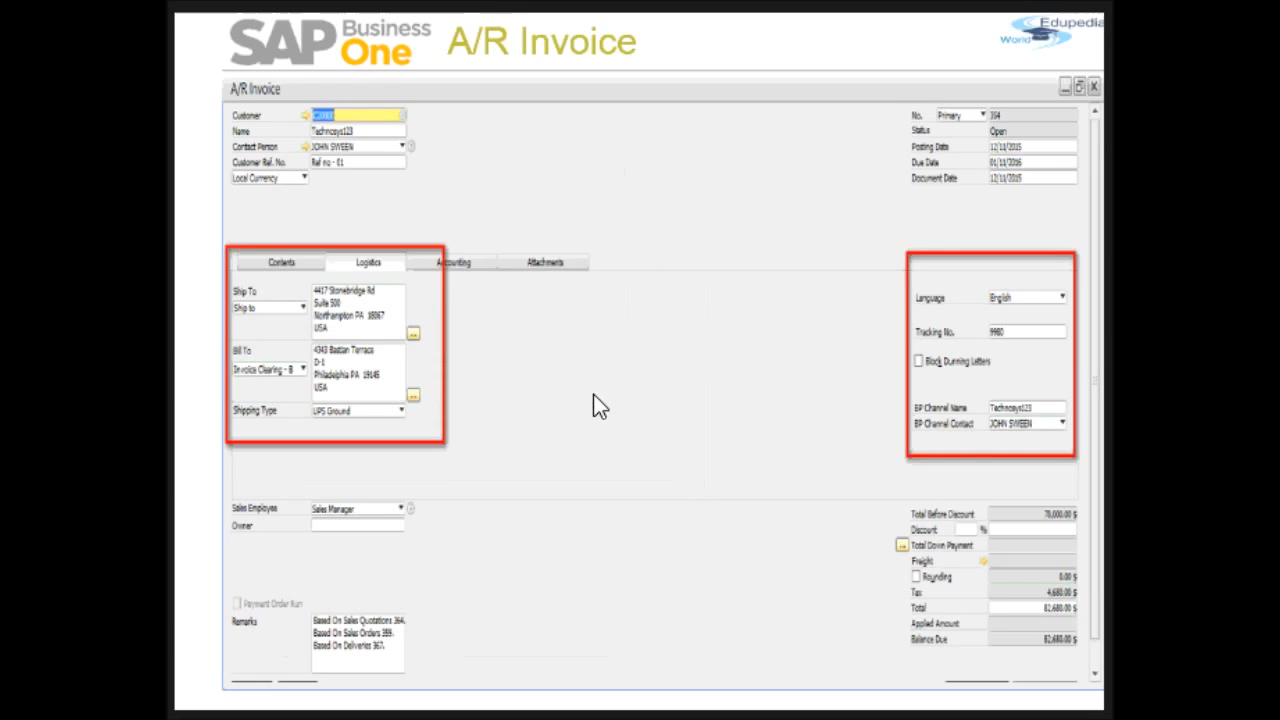 SAP Business One A/R Invoice
Edupedia World
A/R Invoice
Customer
Name Technosys123
Contact Person JOHN SWEEN
Customer Ref. No. Ref no - 01
Local Currency
No. Primary 354
Status Open
Posting Date 12/11/2015
Due Date 01/11/2016
Document Date 12/11/2015
Contents Logistics Accounting Attachments
Ship To 4417 Stonebridge Rd
Ship to Suite 500
Northampton PA 18067
USA
Bill To 4343 Bastian Terrace
D-1
Invoice Clearing - B Philadelphia PA 19145
USA
Shipping Type UPS Ground
Language English
Tracking No. 9980
Block Dunning Letters
BP Channel Name Technosys123
BP Channel Contact JOHN SWEEN
Sales Employee Sales Manager
Owner
Payment Order Run
Remarks Based On Sales Quotations 364.
Based On Sales Orders 359.
Based On Deliveries 367.
Total Before Discount 78,000.00 $
Discount %
Total Down Payment
Freight
Rounding 0.00 $
Tax 4,680.00 $
Total 82,680.00 $
Applied Amount
Balance Due 82,680.00 $